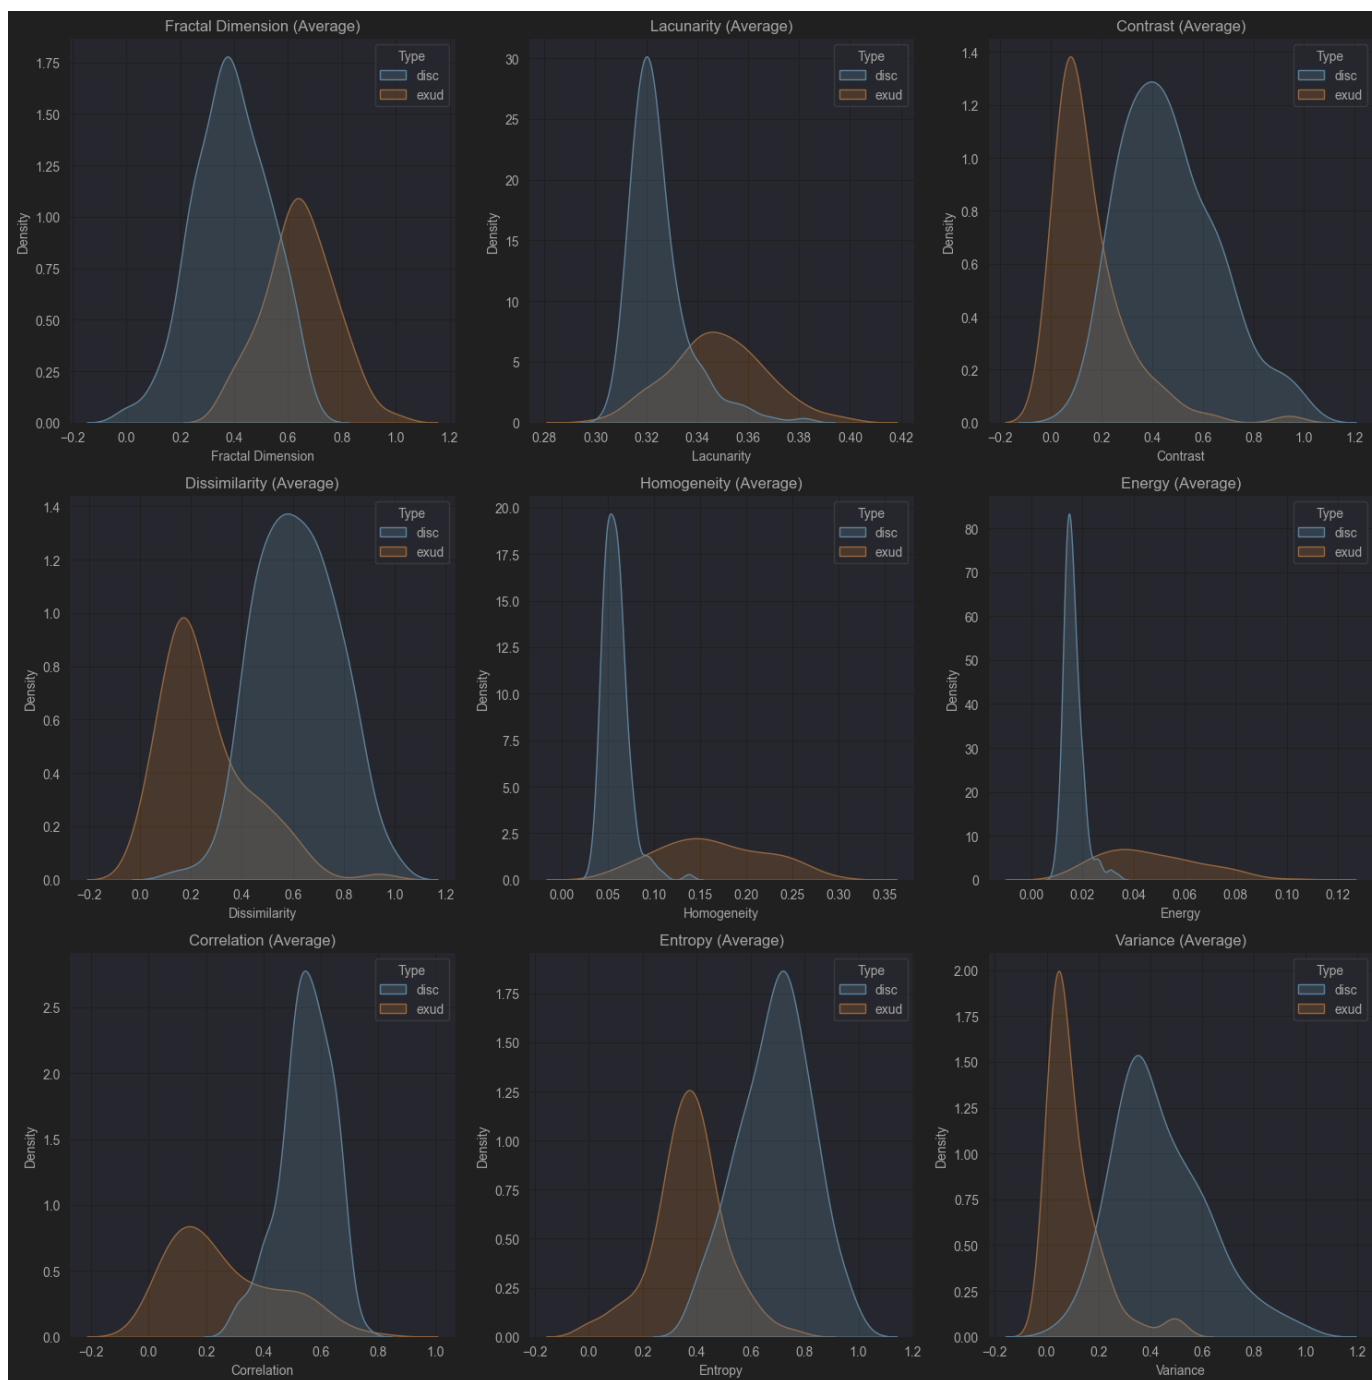 Fractal Dimension (Average)
Type
disc
exud
Density
1.75
1.50
1.25
1.00
0.75
0.50
0.25
0.00
−0.2 0.0 0.2 0.4 0.6 0.8 1.0 1.2
Fractal Dimension
Lacunarity (Average)
Type
disc
exud
Density
30
25
20
15
10
5
0
0.28 0.30 0.32 0.34 0.36 0.38 0.40 0.42
Lacunarity
Contrast (Average)
Type
disc
exud
Density
1.4
1.2
1.0
0.8
0.6
0.4
0.2
0.0
−0.2 0.0 0.2 0.4 0.6 0.8 1.0 1.2
Contrast
Dissimilarity (Average)
Type
disc
exud
Density
1.4
1.2
1.0
0.8
0.6
0.4
0.2
0.0
−0.2 0.0 0.2 0.4 0.6 0.8 1.0 1.2
Dissimilarity
Homogeneity (Average)
Type
disc
exud
Density
20.0
17.5
15.0
12.5
10.0
7.5
5.0
2.5
0.0
0.00 0.05 0.10 0.15 0.20 0.25 0.30 0.35
Homogeneity
Energy (Average)
Type
disc
exud
Density
80
70
60
50
40
30
20
10
0
0.00 0.02 0.04 0.06 0.08 0.10 0.12
Energy
Correlation (Average)
Type
disc
exud
Density
2.5
2.0
1.5
1.0
0.5
0.0
−0.2 0.0 0.2 0.4 0.6 0.8 1.0
Correlation
Entropy (Average)
Type
disc
exud
Density
1.75
1.50
1.25
1.00
0.75
0.50
0.25
0.00
−0.2 0.0 0.2 0.4 0.6 0.8 1.0 1.2
Entropy
Variance (Average)
Type
disc
exud
Density
2.00
1.75
1.50
1.25
1.00
0.75
0.50
0.25
0.00
−0.2 0.0 0.2 0.4 0.6 0.8 1.0 1.2
Variance